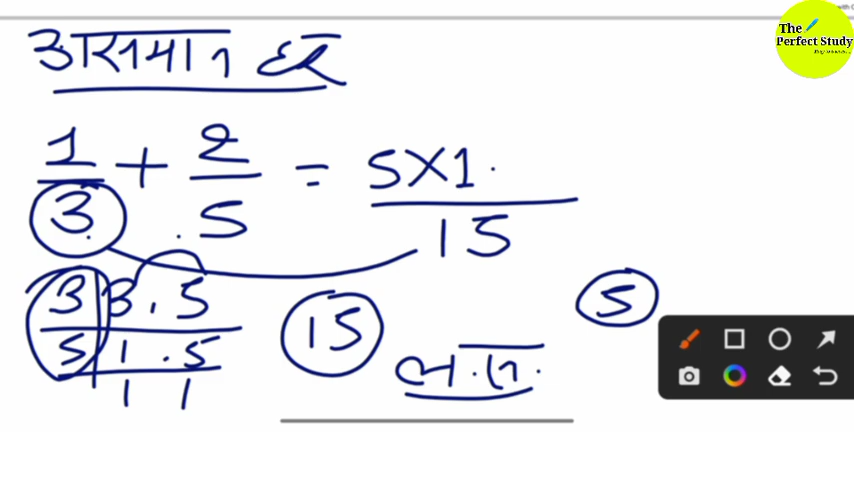 The
Perfect Study
असमान हर
1/3 + 2/5 = 5×1.
15
3 | 3 . 5
5 | 1 . 5
1 1
15
5
ल.स.